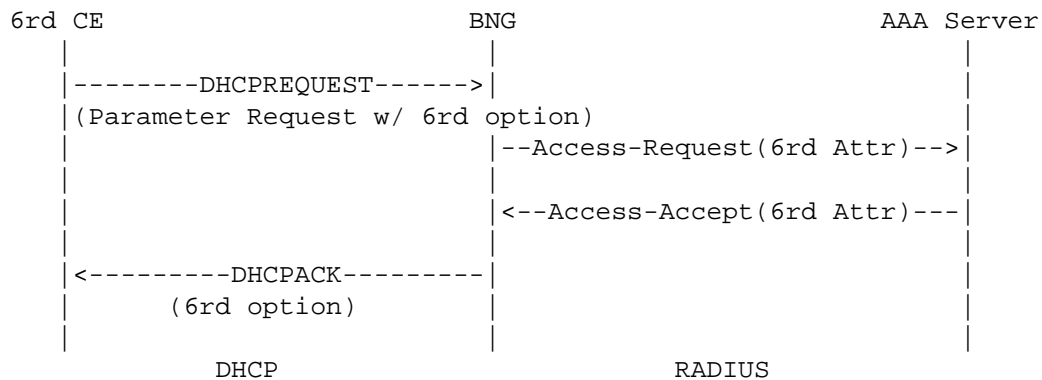 6rd CE BNG AAA Server
| | |
|--------DHCPREQUEST------>| |
|(Parameter Request w/ 6rd option) |
| |--Access-Request(6rd Attr)-->|
| | |
| |<--Access-Accept(6rd Attr)---|
| | |
|<---------DHCPACK---------| |
| (6rd option) | |
| | |
DHCP RADIUS